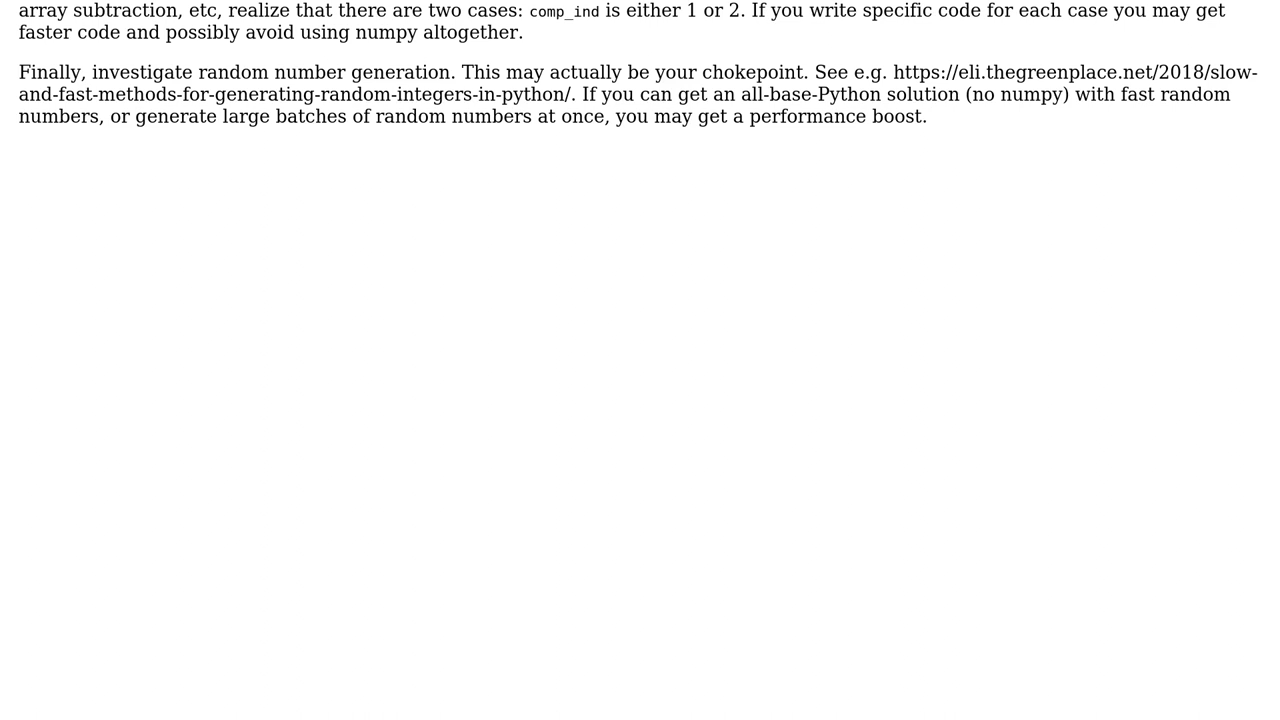 array subtraction, etc, realize that there are two cases: comp_ind is either 1 or 2. If you write specific code for each case you may get
faster code and possibly avoid using numpy altogether.
Finally, investigate random number generation. This may actually be your chokepoint. See e.g. https://eli.thegreenplace.net/2018/slow-
and-fast-methods-for-generating-random-integers-in-python/. If you can get an all-base-Python solution (no numpy) with fast random
numbers, or generate large batches of random numbers at once, you may get a performance boost.